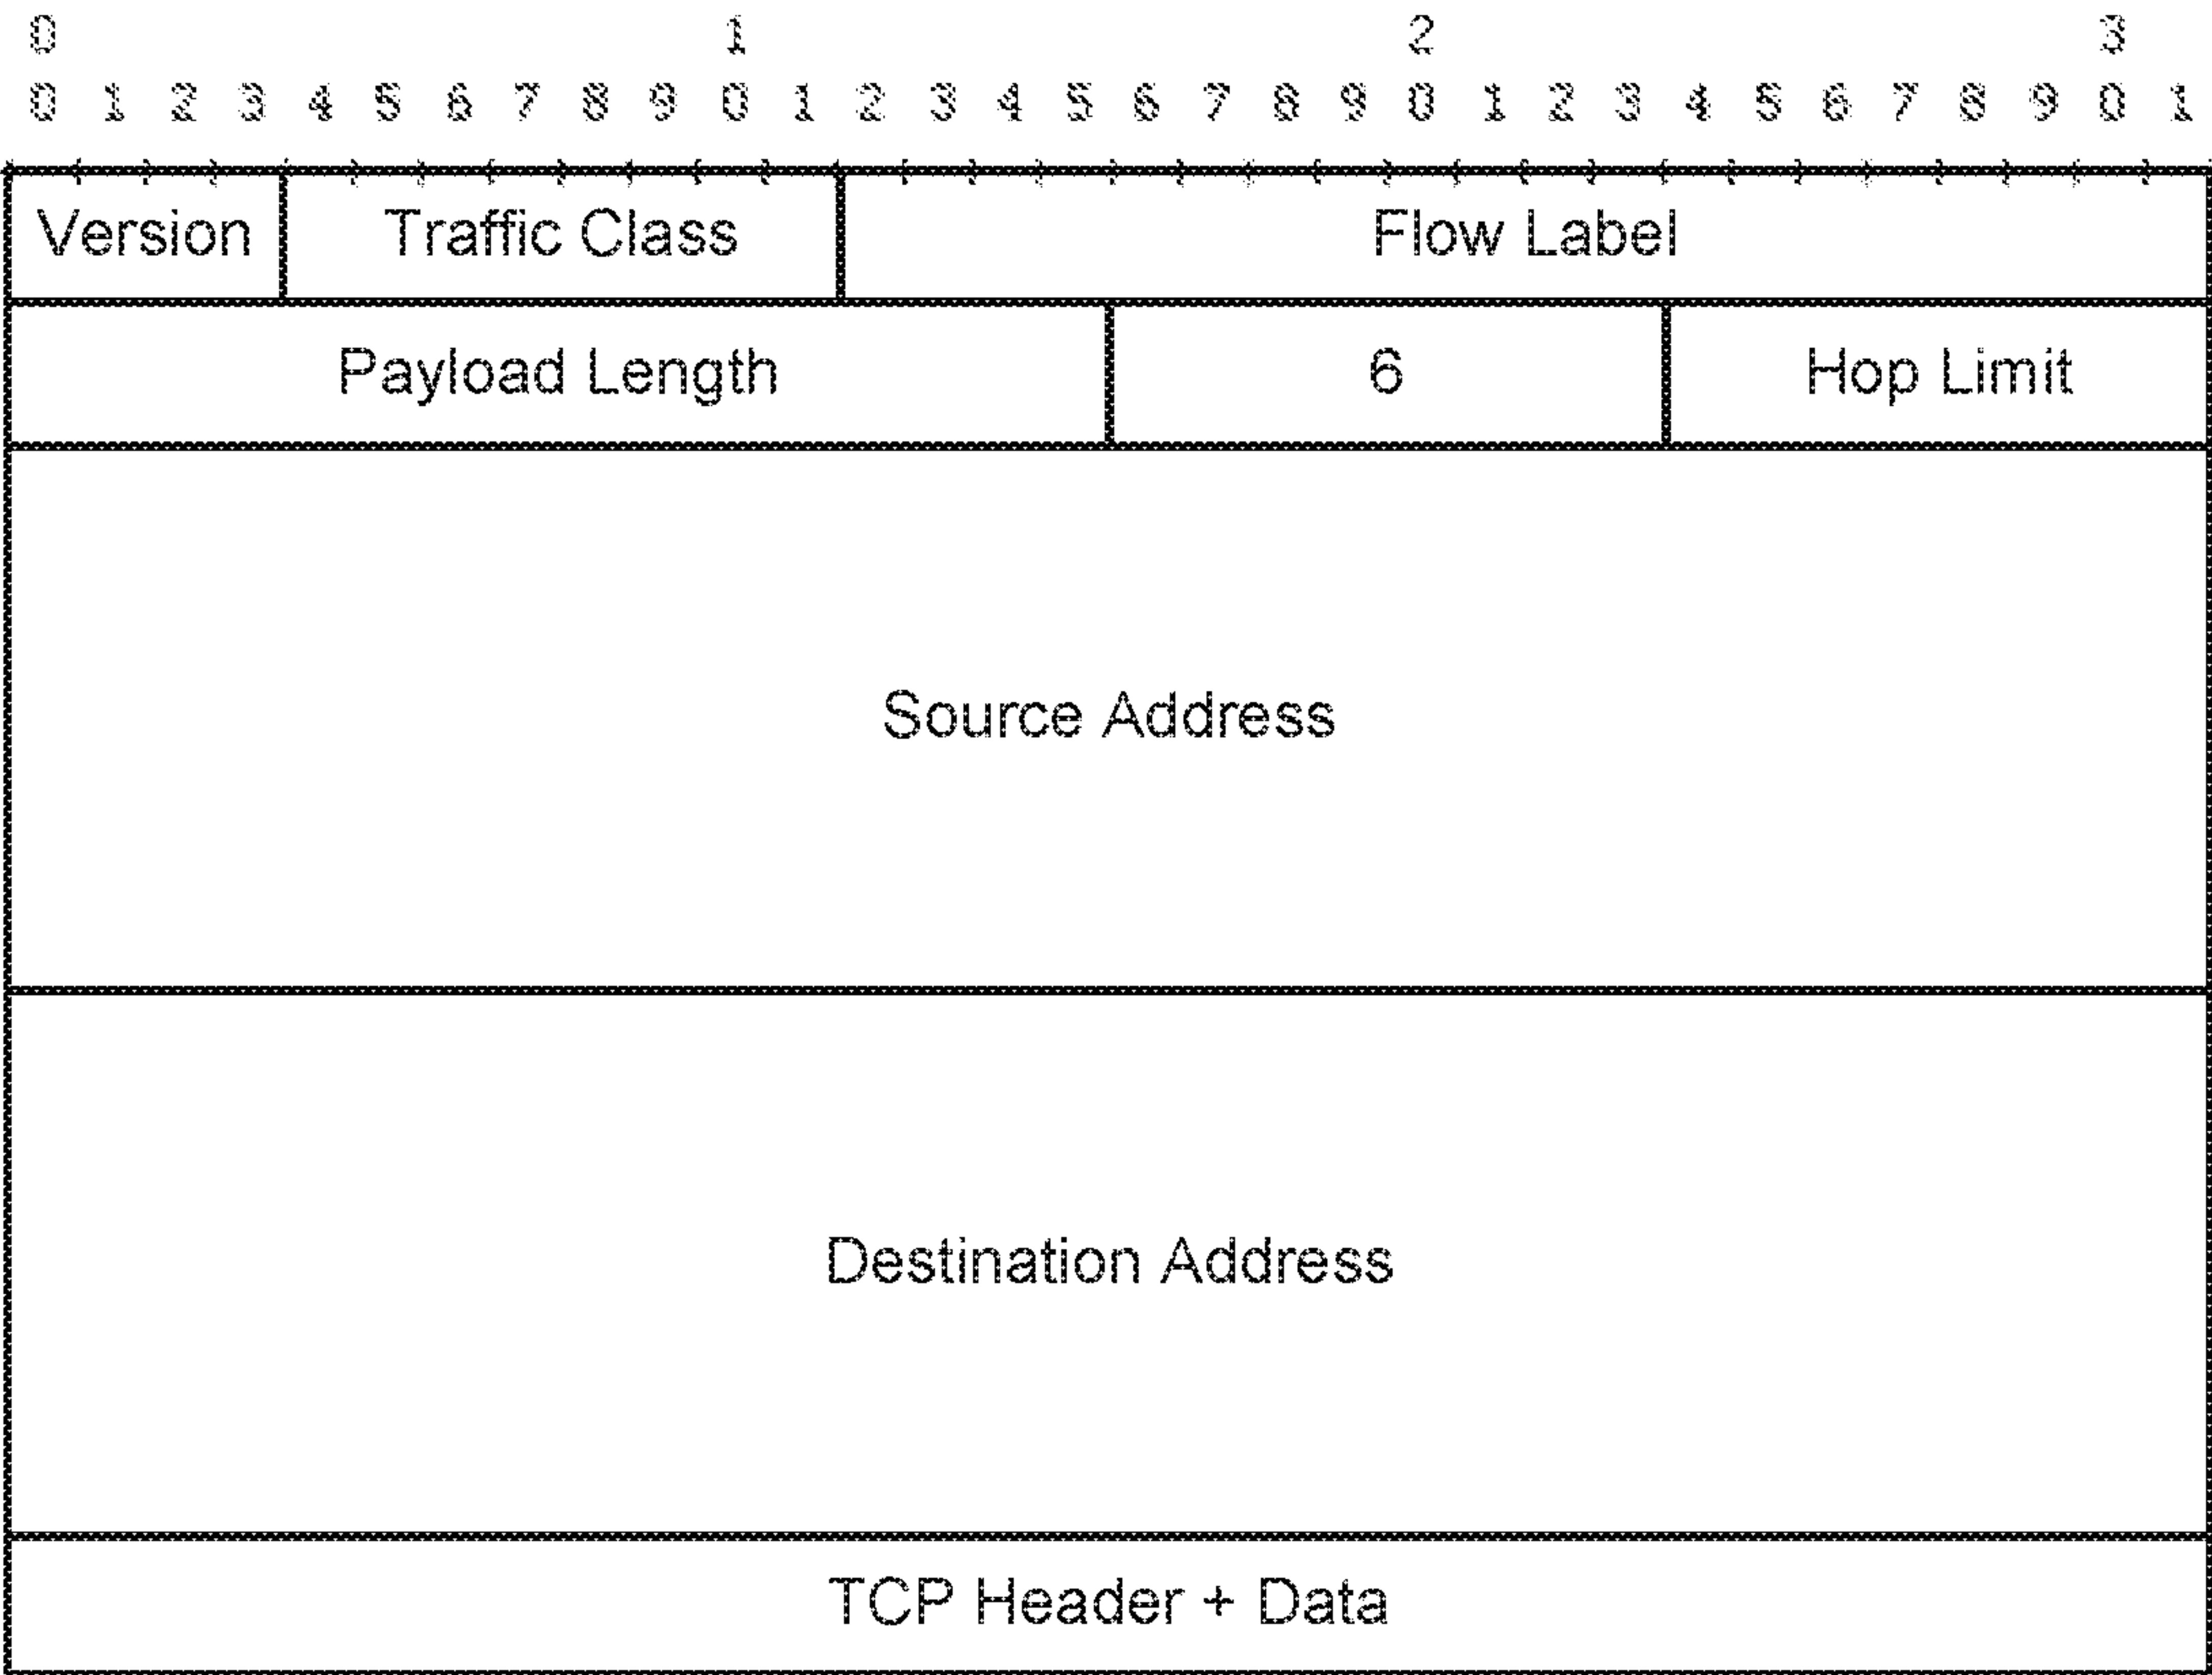 0 1 2 3
0 1 2 3 4 5 6 7 8 9 0 1 2 3 4 5 6 7 8 9 0 1 2 3 4 5 6 7 8 9 0 1
Version Traffic Class Flow Label
Payload Length 6 Hop Limit
Source Address
Destination Address
TCP Header + Data